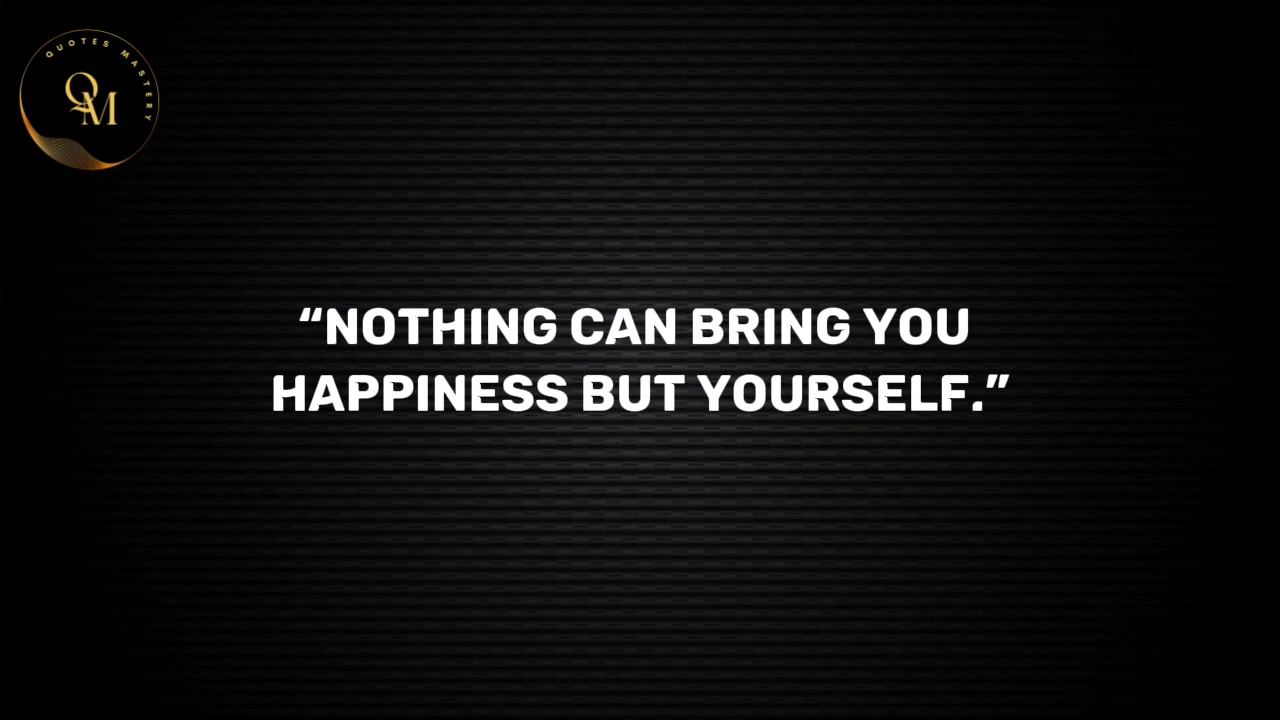 QUOTES MASTERY
QM
“NOTHING CAN BRING YOU
HAPPINESS BUT YOURSELF.”